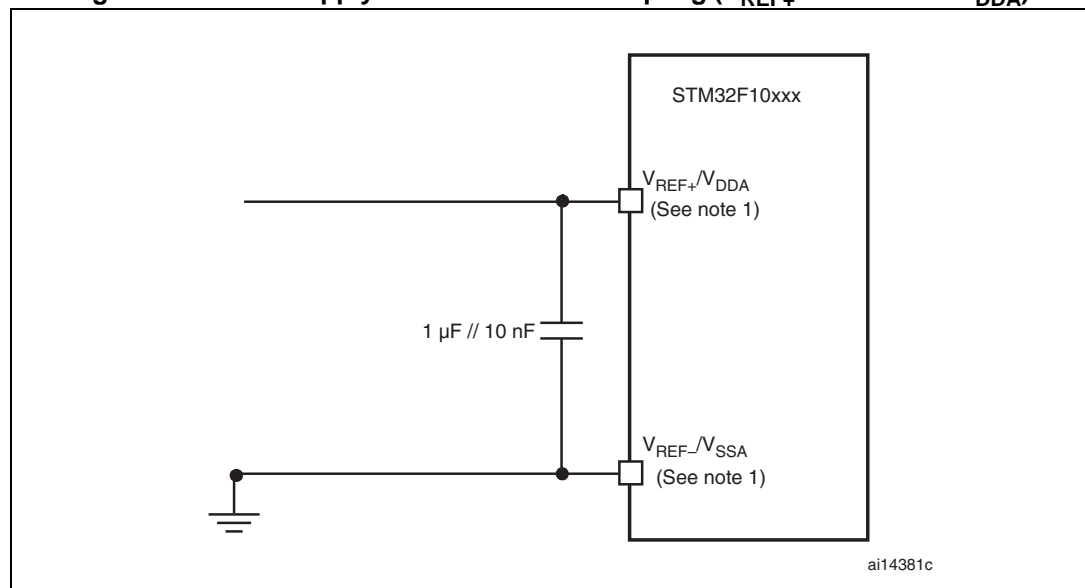 STM32F10xxx
VREF+/VDDA
(See note 1)
1 µF // 10 nF
VREF–/VSSA
(See note 1)
ai14381c